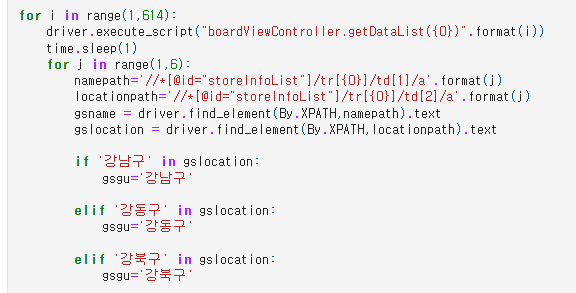 for i in range(1,614):
    driver.execute_script("boardViewController.getDataList({0})".format(i))
    time.sleep(1)
    for j in range(1,6):
        namepath='//*[@id="storeInfoList"]/tr[{0}]/td[1]/a'.format(j)
        locationpath='//*[@id="storeInfoList"]/tr[{0}]/td[2]/a'.format(j)
        gsname = driver.find_element(By.XPATH,namepath).text
        gslocation = driver.find_element(By.XPATH,locationpath).text
        if '강남구' in gslocation:
            gsgu='강남구'
        elif '강동구' in gslocation:
            gsgu='강동구'
        elif '강북구' in gslocation:
            gsgu='강북구'